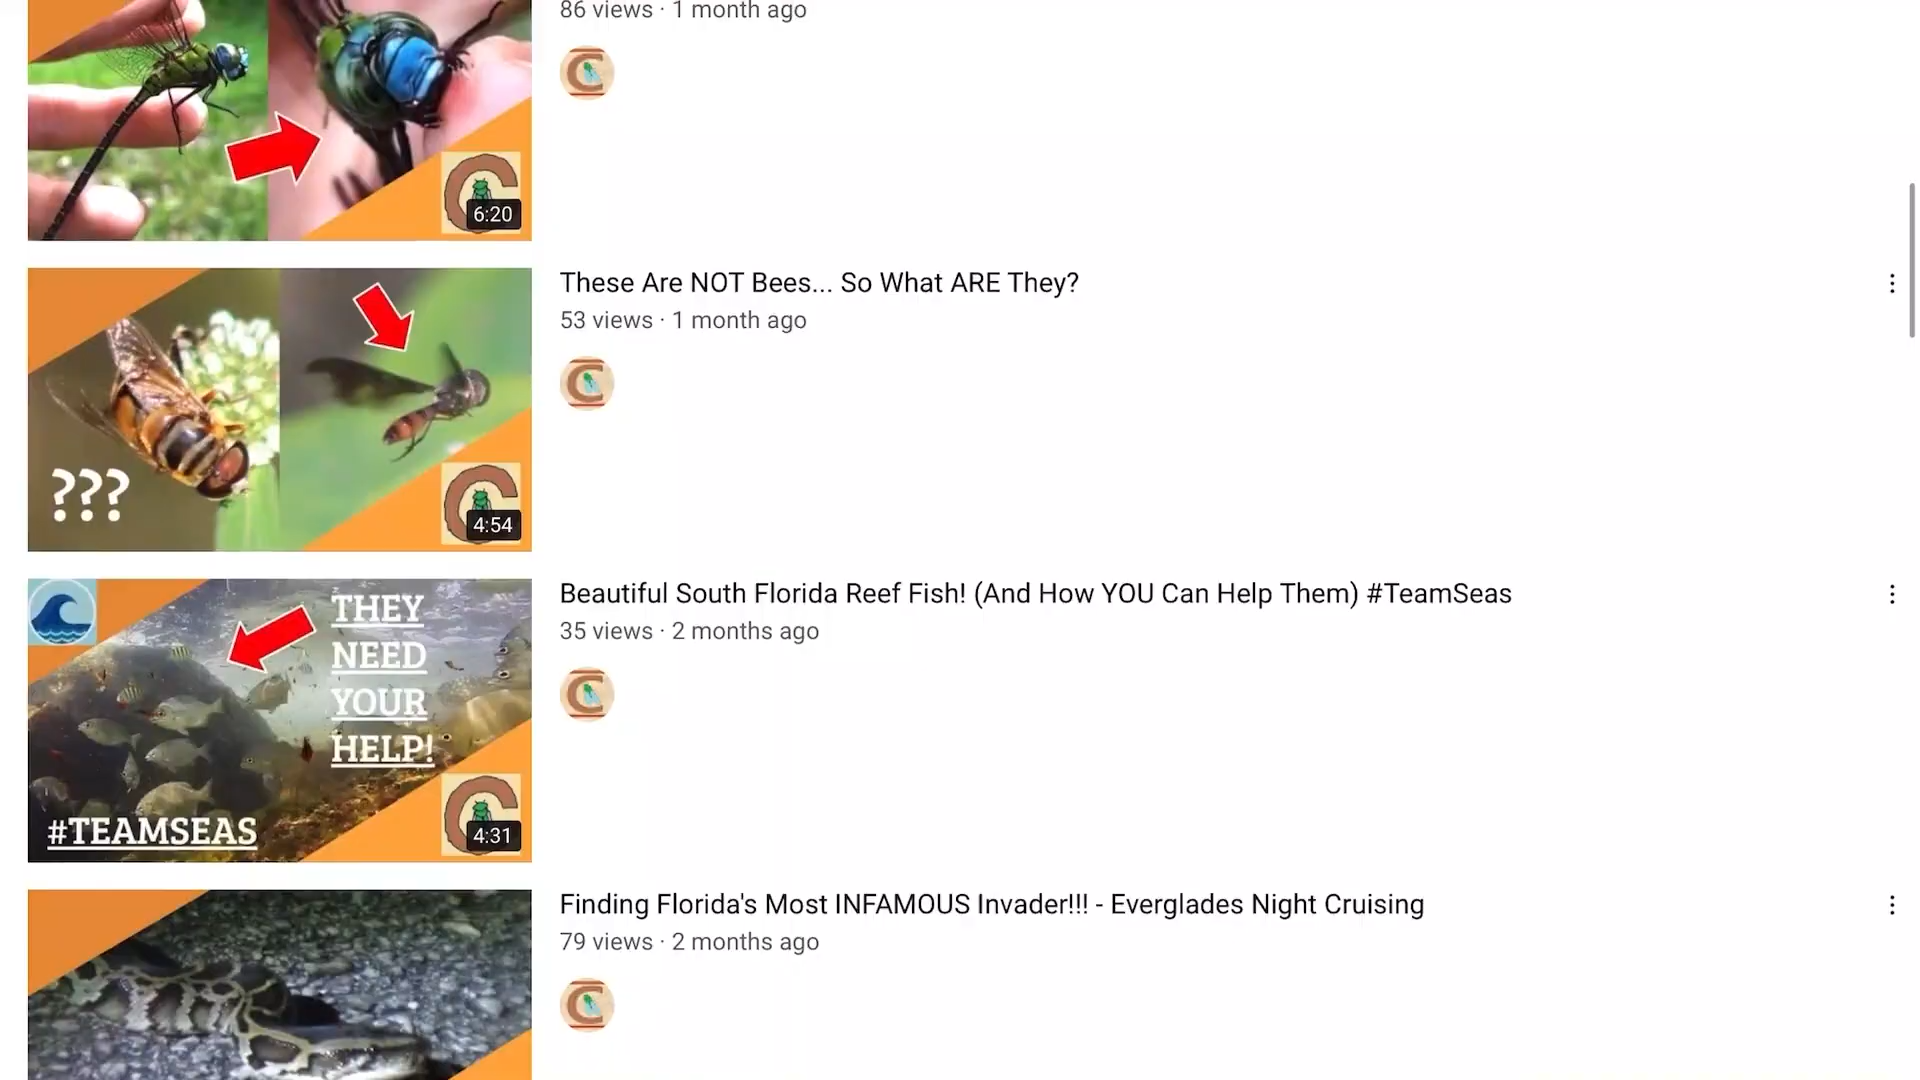 86 views · 1 month ago
6:20
These Are NOT Bees... So What ARE They?
53 views · 1 month ago
???
4:54
Beautiful South Florida Reef Fish! (And How YOU Can Help Them) #TeamSeas
35 views · 2 months ago
THEY
NEED
YOUR
HELP!
#TEAMSEAS
4:31
Finding Florida's Most INFAMOUS Invader!!! - Everglades Night Cruising
79 views · 2 months ago